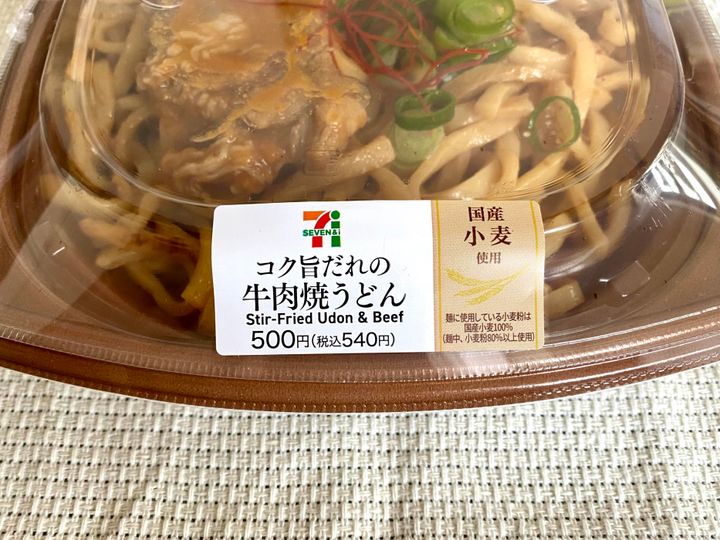 SEVEN&i
コク旨だれの
牛肉焼うどん
Stir-Fried Udon & Beef
500円(税込540円)
国産
小麦
使用
麺に使用している小麦粉は
国産小麦100%
(麺中、小麦粉80%以上使用)